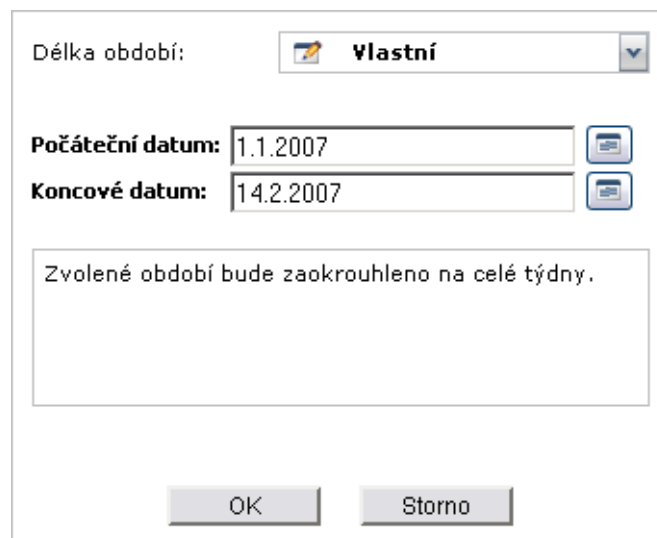 Délka období: Vlastní
Počáteční datum: 1.1.2007
Koncové datum: 14.2.2007
Zvolené období bude zaokrouhleno na celé týdny.
OK Storno